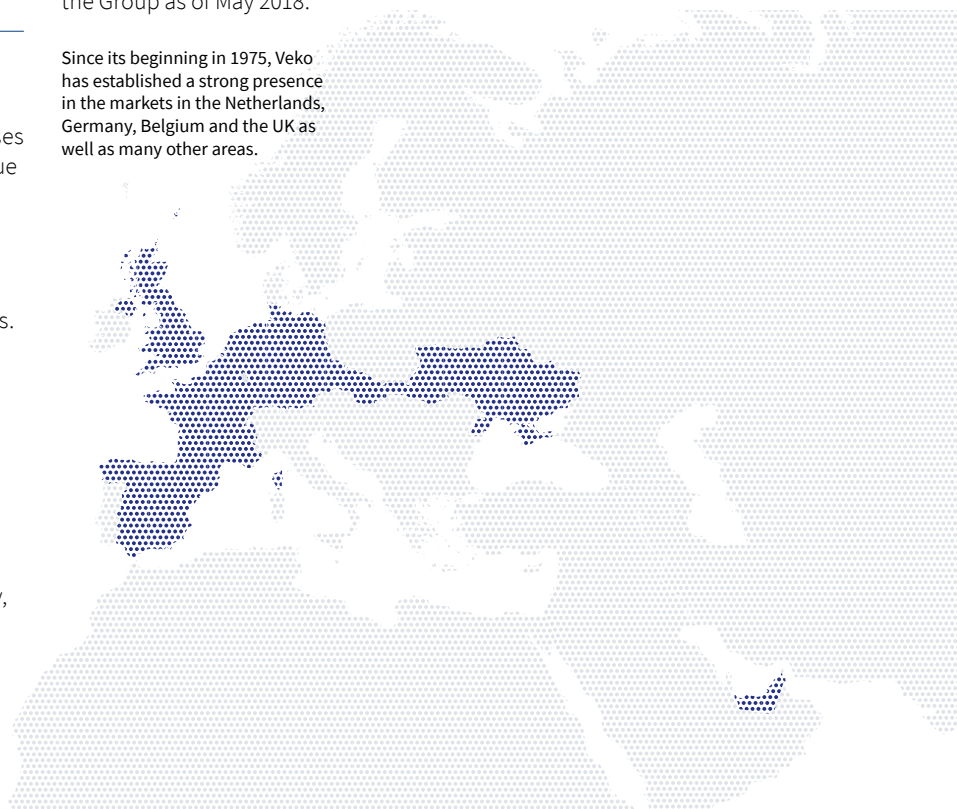 the Group as of May 2018.
Since its beginning in 1975, Veko
has established a strong presence
in the markets in the Netherlands,
Germany, Belgium and the UK as
well as many other areas.